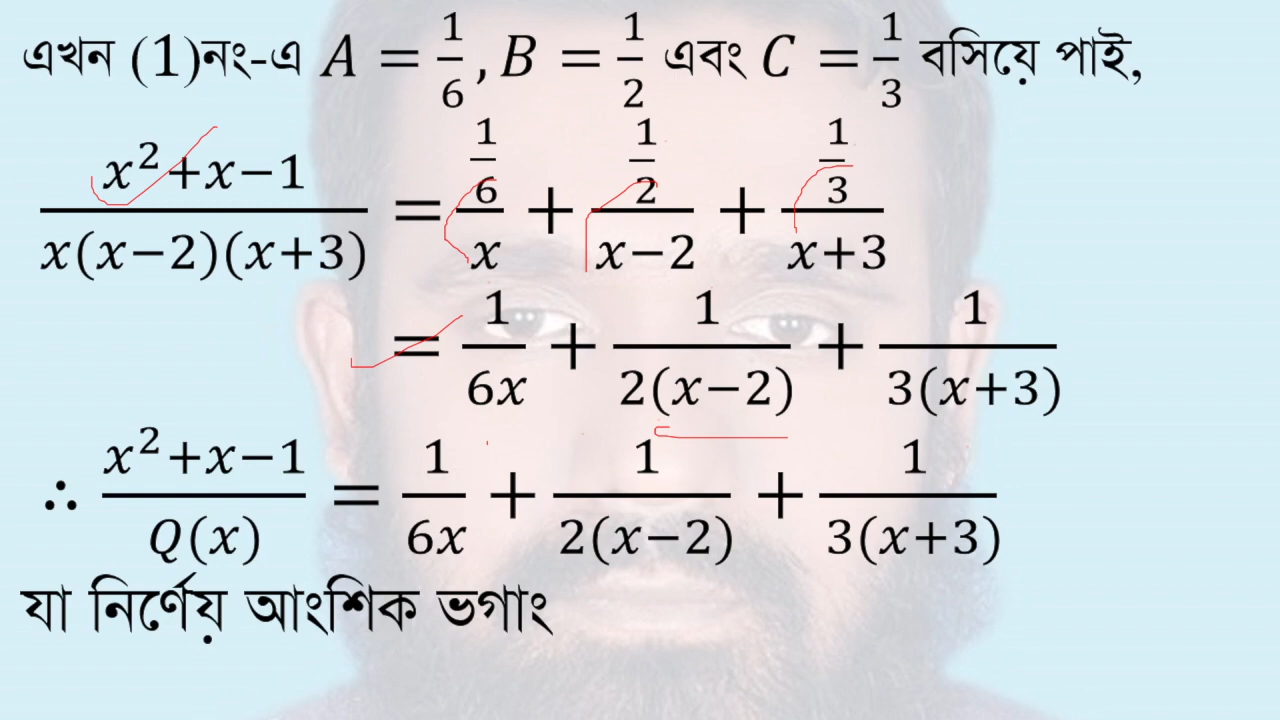 এখন (1)নং-এ A = 1/6, B = 1/2 এবং C = 1/3 বসিয়ে পাই,
(x²+x−1)/(x(x−2)(x+3)) = (1/6)/x + (1/2)/(x−2) + (1/3)/(x+3)
= 1/(6x) + 1/(2(x−2)) + 1/(3(x+3))
∴ (x²+x−1)/(Q(x)) = 1/(6x) + 1/(2(x−2)) + 1/(3(x+3))
যা নির্ণেয় আংশিক ভগাং